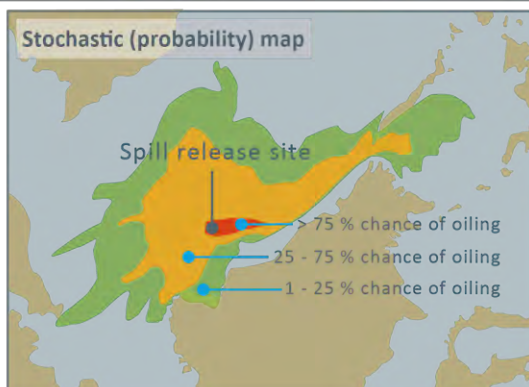 Stochastic (probability) map
Spill release site
> 75 % chance of oiling
25 - 75 % chance of oiling
1 - 25 % chance of oiling